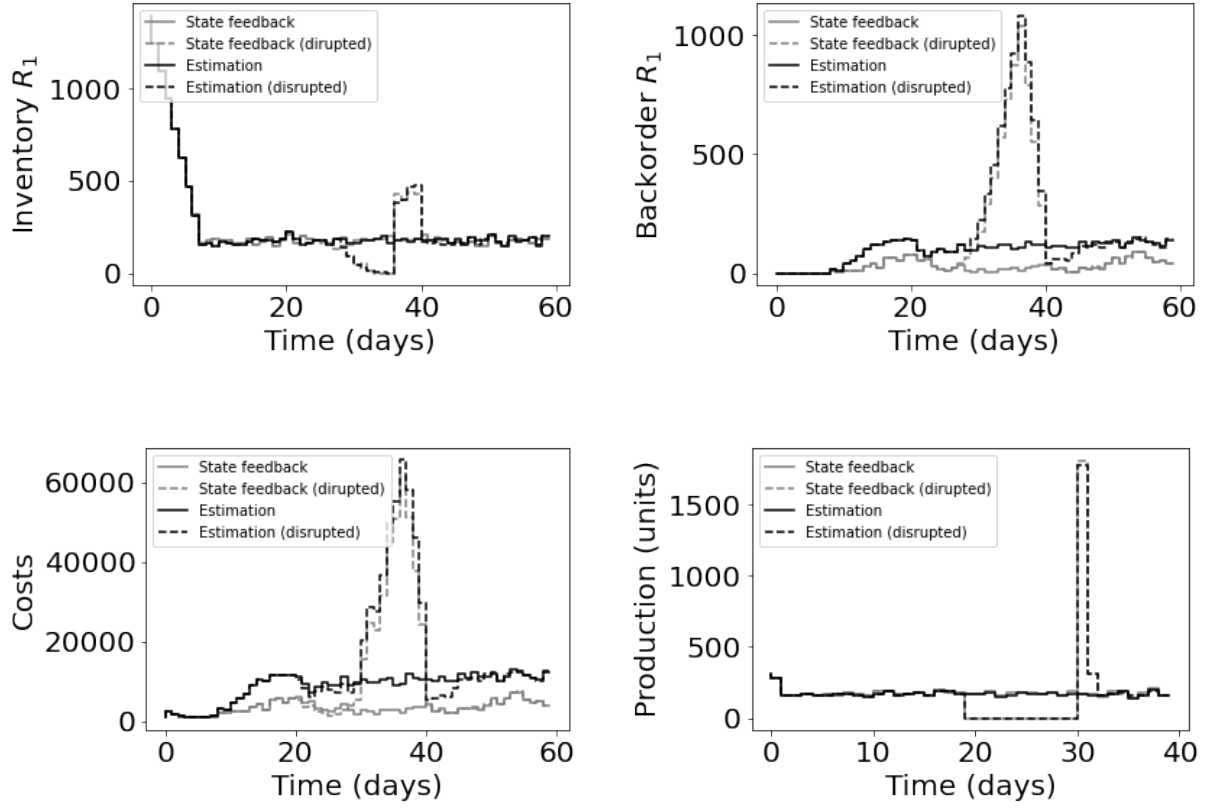 Inventory R₁
1000
500
0
0
20
40
60
Time (days)
State feedback
State feedback (dirupted)
Estimation
Estimation (disrupted)
Backorder R₁
1000
500
0
0
20
40
60
Time (days)
State feedback
State feedback (dirupted)
Estimation
Estimation (disrupted)
Costs
60000
40000
20000
0
0
20
40
60
Time (days)
State feedback
State feedback (dirupted)
Estimation
Estimation (disrupted)
Production (units)
1500
1000
500
0
0
10
20
30
40
Time (days)
State feedback
State feedback (dirupted)
Estimation
Estimation (disrupted)